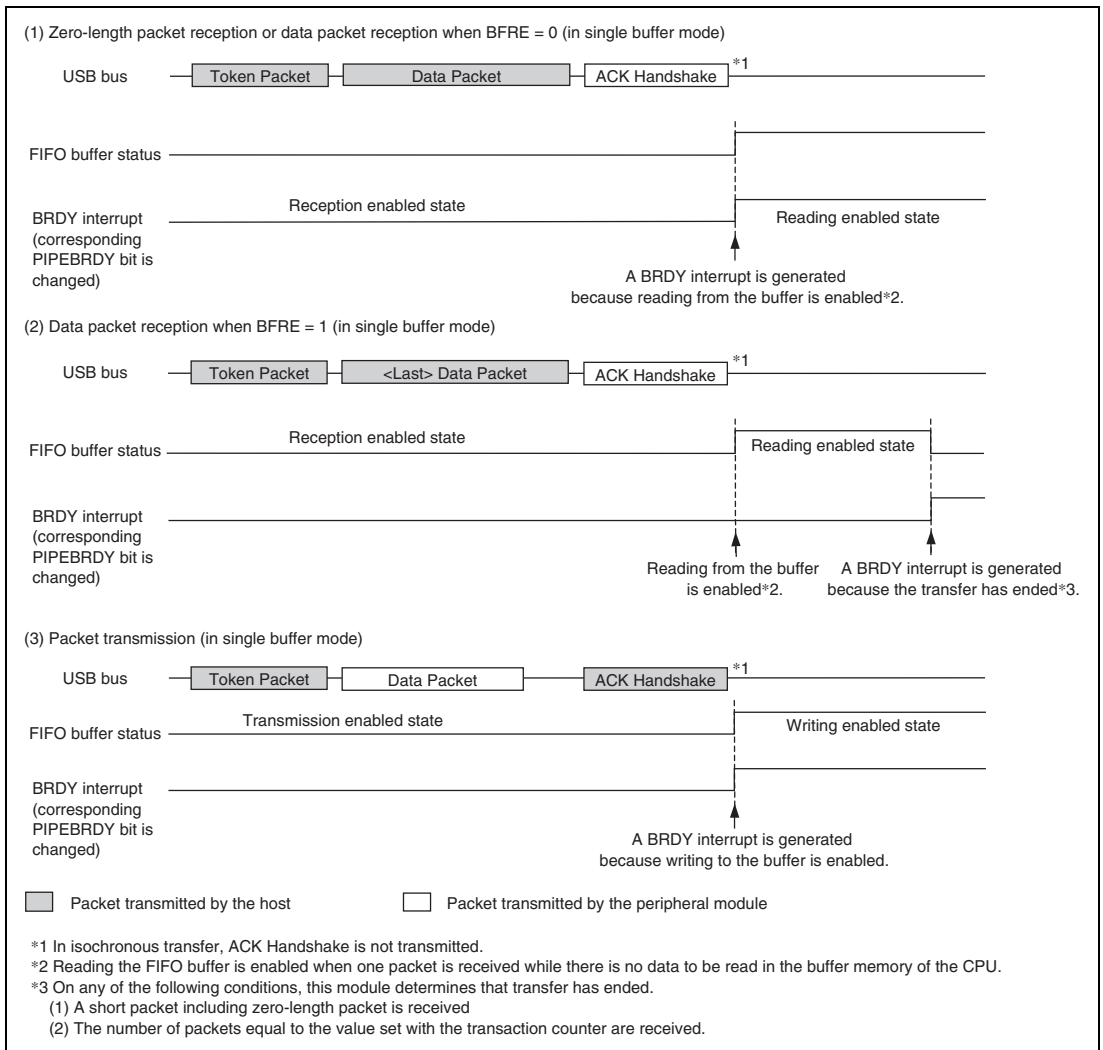 (1) Zero-length packet reception or data packet reception when BFRE = 0 (in single buffer mode)
USB bus
Token Packet
Data Packet
ACK Handshake
*1
FIFO buffer status
BRDY interrupt
(corresponding
PIPEBRDY bit is
changed)
Reception enabled state
Reading enabled state
A BRDY interrupt is generated
because reading from the buffer is enabled*2.
(2) Data packet reception when BFRE = 1 (in single buffer mode)
USB bus
Token Packet
<Last> Data Packet
ACK Handshake
*1
FIFO buffer status
Reception enabled state
Reading enabled state
BRDY interrupt
(corresponding
PIPEBRDY bit is
changed)
Reading from the buffer
is enabled*2.
A BRDY interrupt is generated
because the transfer has ended*3.
(3) Packet transmission (in single buffer mode)
USB bus
Token Packet
Data Packet
ACK Handshake
*1
FIFO buffer status
Transmission enabled state
Writing enabled state
BRDY interrupt
(corresponding
PIPEBRDY bit is
changed)
A BRDY interrupt is generated
because writing to the buffer is enabled.
Packet transmitted by the host
Packet transmitted by the peripheral module
*1 In isochronous transfer, ACK Handshake is not transmitted.
*2 Reading the FIFO buffer is enabled when one packet is received while there is no data to be read in the buffer memory of the CPU.
*3 On any of the following conditions, this module determines that transfer has ended.
(1) A short packet including zero-length packet is received
(2) The number of packets equal to the value set with the transaction counter are received.